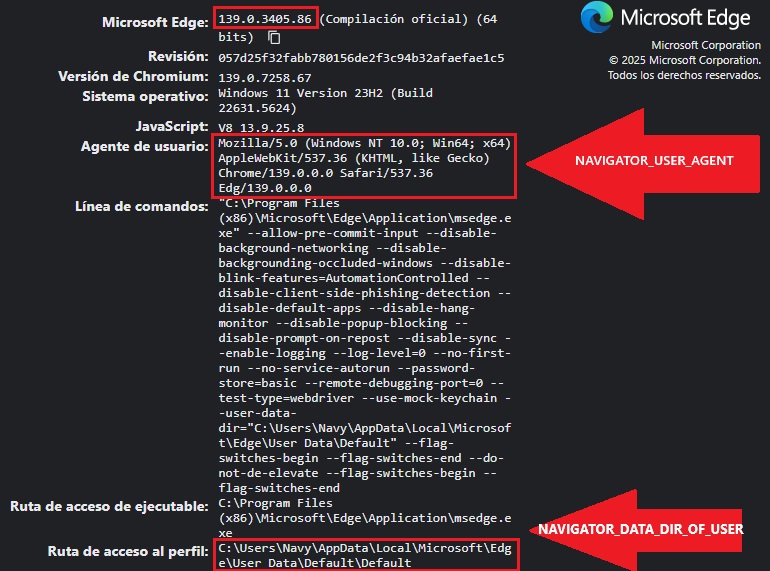 Microsoft Edge: 139.0.3405.86 (Compilación oficial) (64
bits)
Microsoft Edge
Microsoft Corporation
© 2025 Microsoft Corporation.
Todos los derechos reservados.
Revisión: 057d25f32fabb780156de2f3c94b32afaefae1c5
Versión de Chromium: 139.0.7258.67
Sistema operativo: Windows 11 Version 23H2 (Build
22631.5624)
JavaScript: V8 13.9.25.8
Agente de usuario: Mozilla/5.0 (Windows NT 10.0; Win64; x64)
AppleWebKit/537.36 (KHTML, like Gecko)
Chrome/139.0.0.0 Safari/537.36
Edg/139.0.0.0
NAVIGATOR_USER_AGENT
Línea de comandos: "C:\Program Files
(x86)\Microsoft\Edge\Application\msedge.e
xe" --allow-pre-commit-input --disable-
background-networking --disable-
backgrounding-occluded-windows --disable-
blink-features=AutomationControlled --
disable-client-side-phishing-detection --
disable-default-apps --disable-hang-
monitor --disable-popup-blocking --
disable-prompt-on-repost --disable-sync -
-enable-logging --log-level=0 --no-first-
run --no-service-autorun --password-
store=basic --remote-debugging-port=0 --
test-type=webdriver --use-mock-keychain -
-user-data-
dir="C:\Users\Navy\AppData\Local\Microsof
t\Edge\User Data\Default" --flag-
switches-begin --flag-switches-end --do-
not-de-elevate --flag-switches-begin --
flag-switches-end
Ruta de acceso de ejecutable: C:\Program Files
(x86)\Microsoft\Edge\Application\msedge.e
xe
NAVIGATOR_DATA_DIR_OF_USER
Ruta de acceso al perfil: C:\Users\Navy\AppData\Local\Microsoft\Edg
e\User Data\Default\Default